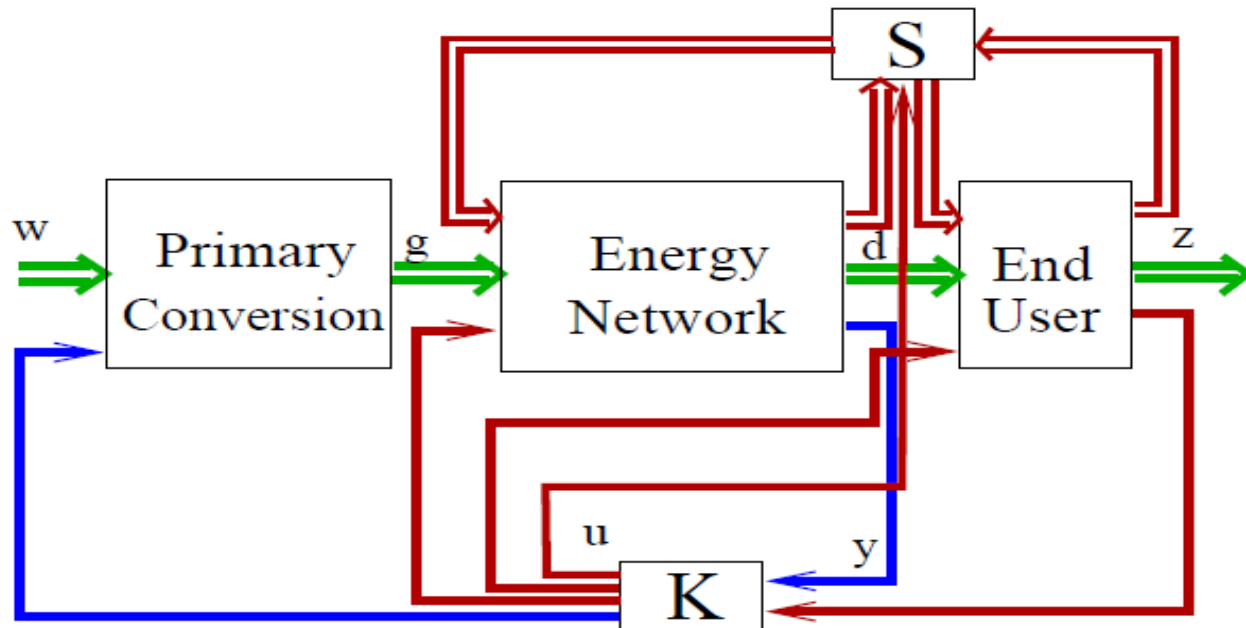 S
w
Primary
Conversion
g
Energy
Network
d
End
User
z
u
y
K